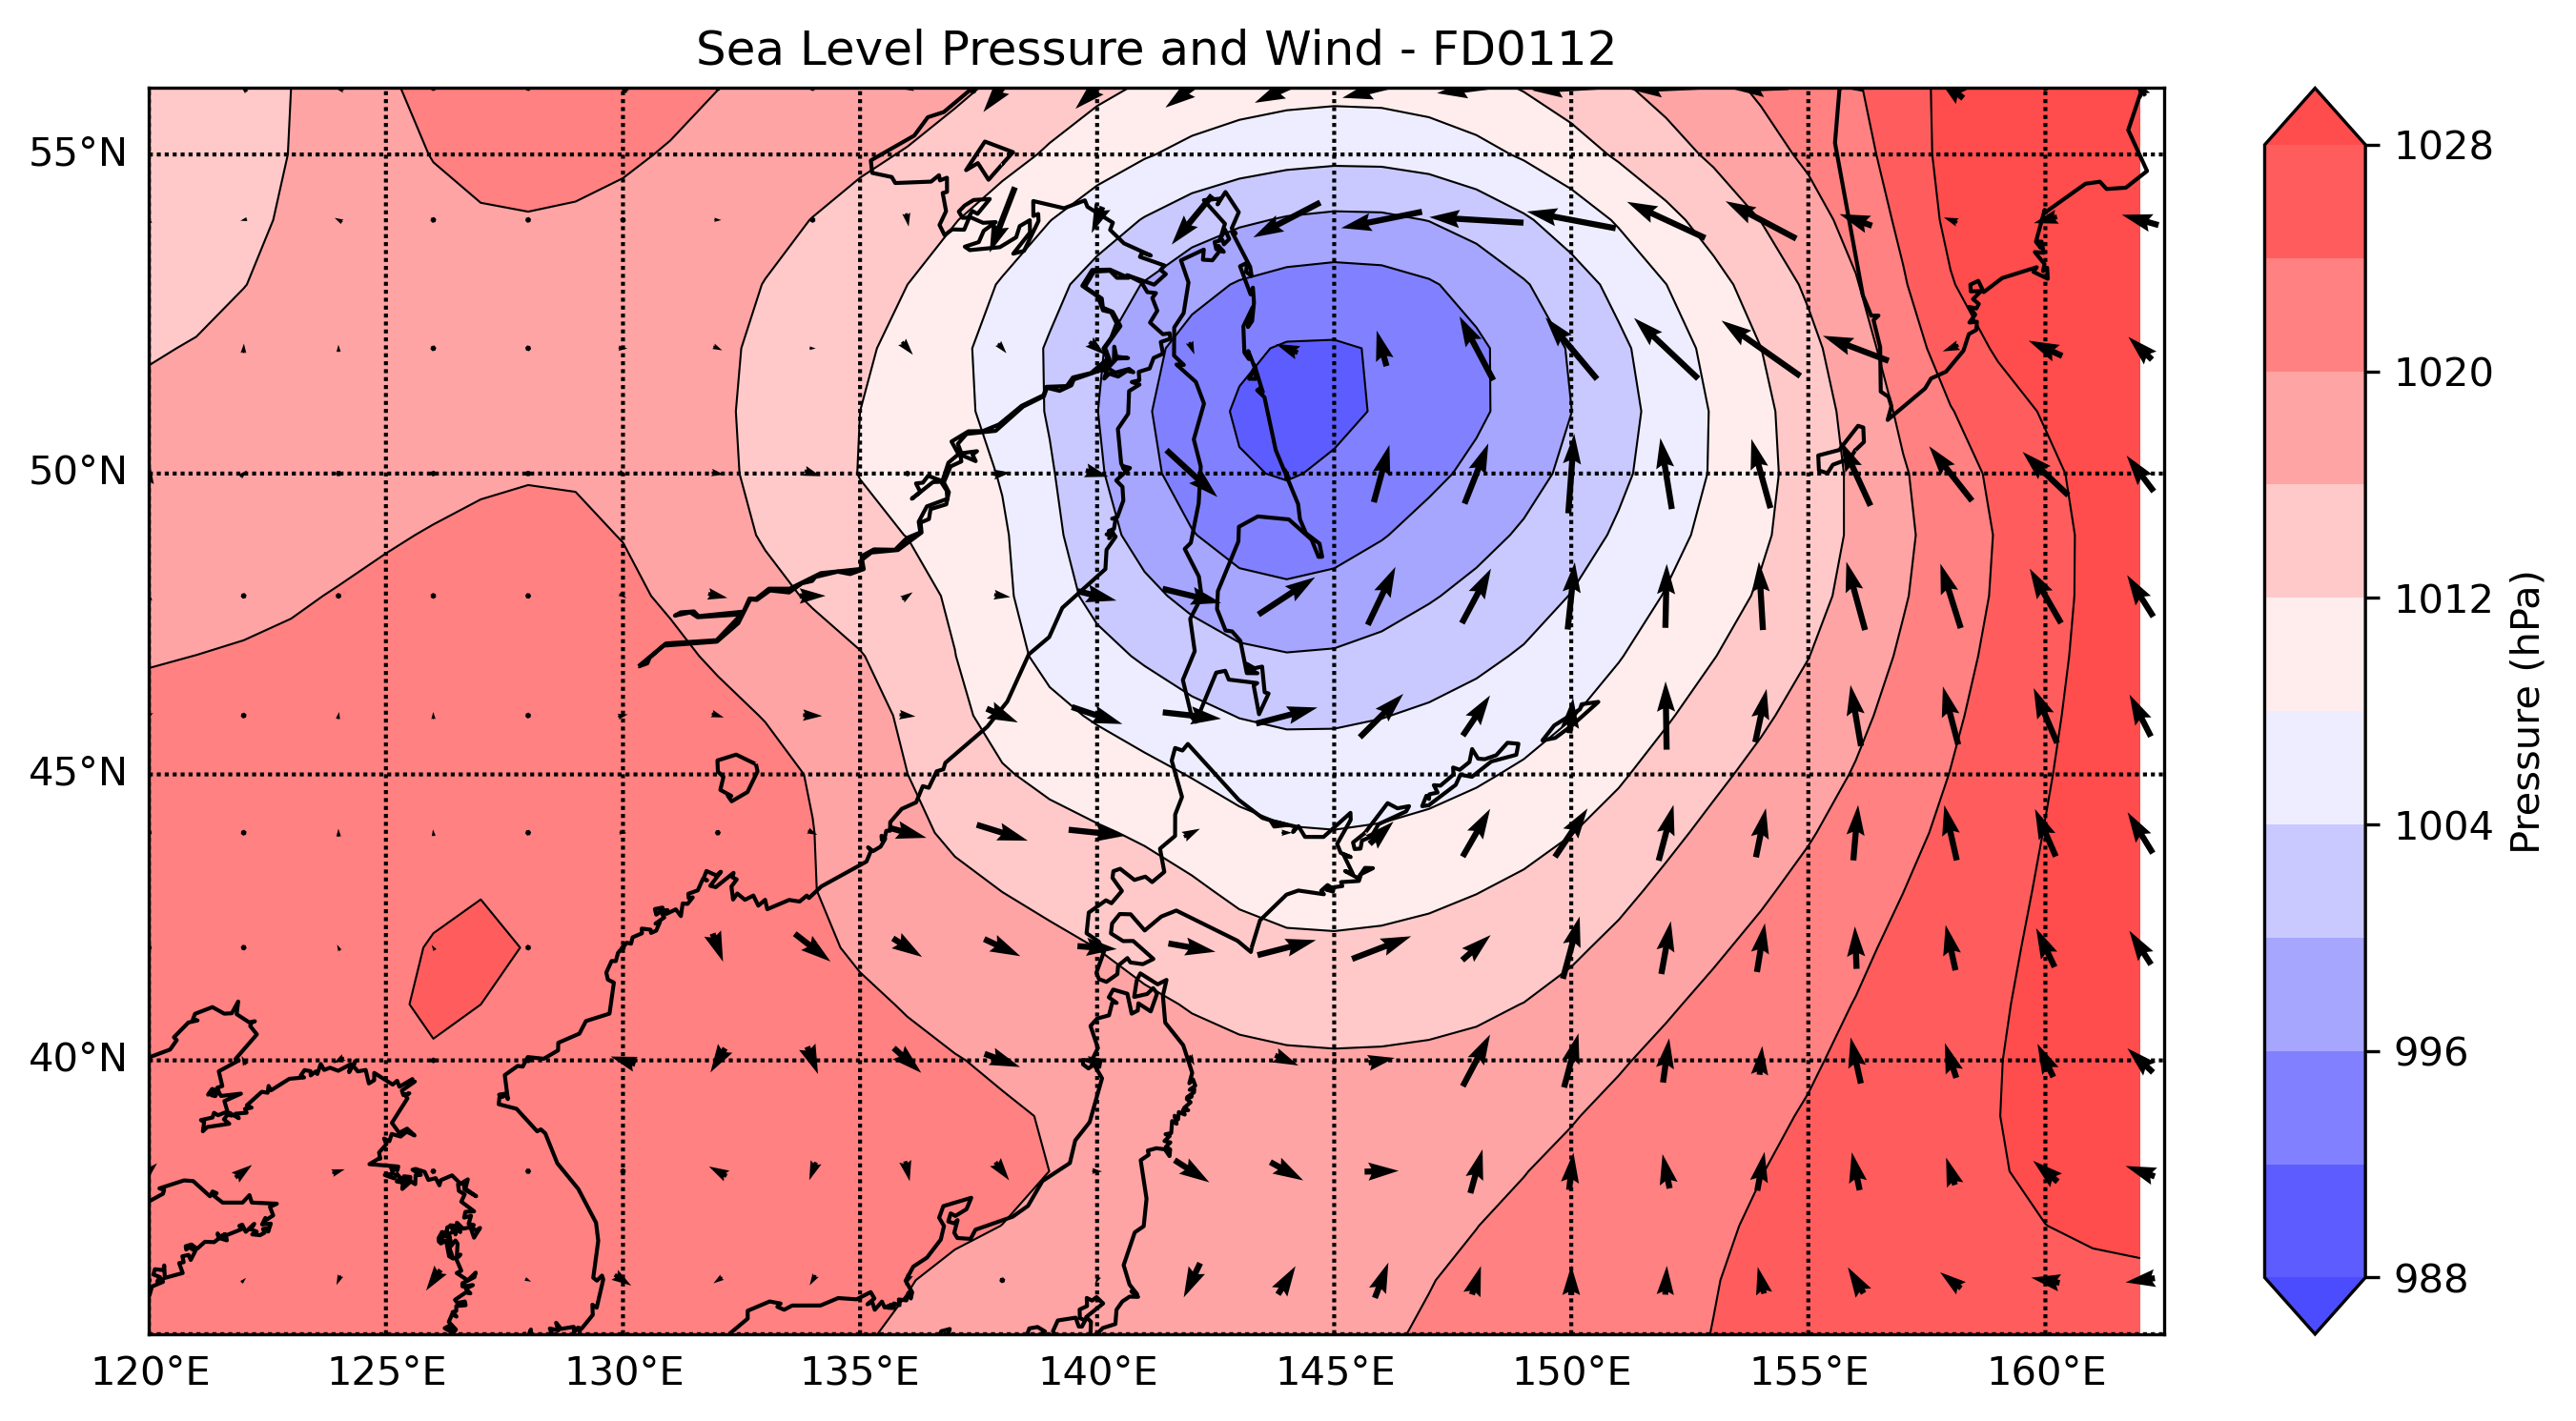 Sea Level Pressure and Wind - FD0112
55°N
50°N
45°N
40°N
120°E 125°E 130°E 135°E 140°E 145°E 150°E 155°E 160°E
1028
1020
1012
1004
996
988
Pressure (hPa)